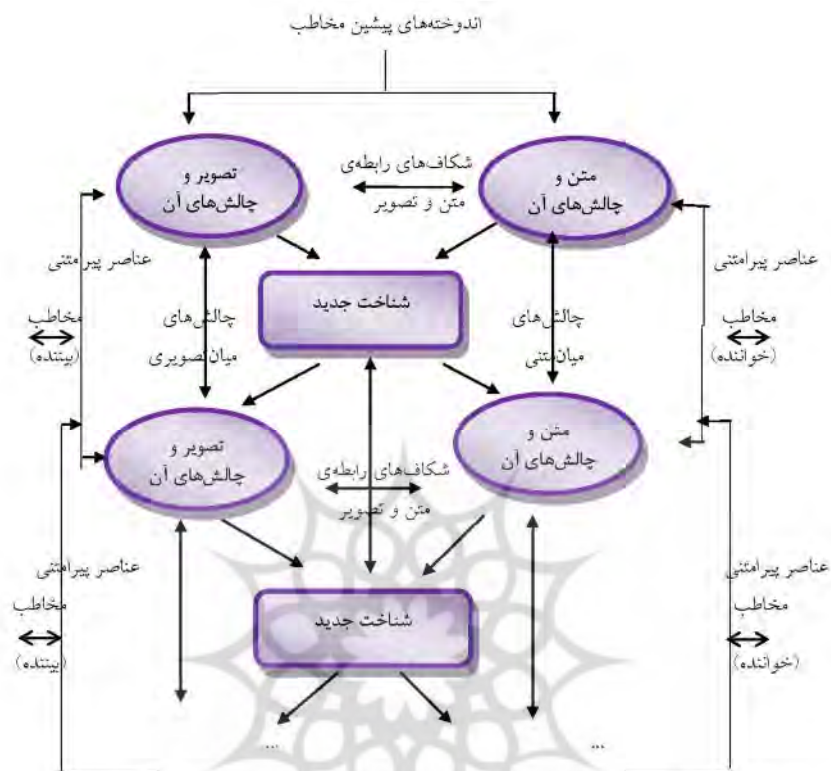 اندوخته‌های پیشین مخاطب
متن و
چالش‌های آن
شکاف‌های رابطه‌ی
متن و تصویر
تصویر و
چالش‌های آن
عناصر پیرامتنی
مخاطب
(خواننده)
چالش‌های
میان‌متنی
شناخت جدید
چالش‌های
میان‌تصویری
عناصر پیرامتنی
مخاطب
(بیننده)
متن و
چالش‌های آن
شکاف‌های رابطه‌ی
متن و تصویر
تصویر و
چالش‌های آن
عناصر پیرامتنی
مخاطب
(خواننده)
شناخت جدید
عناصر پیرامتنی
مخاطب
(بیننده)
...
...